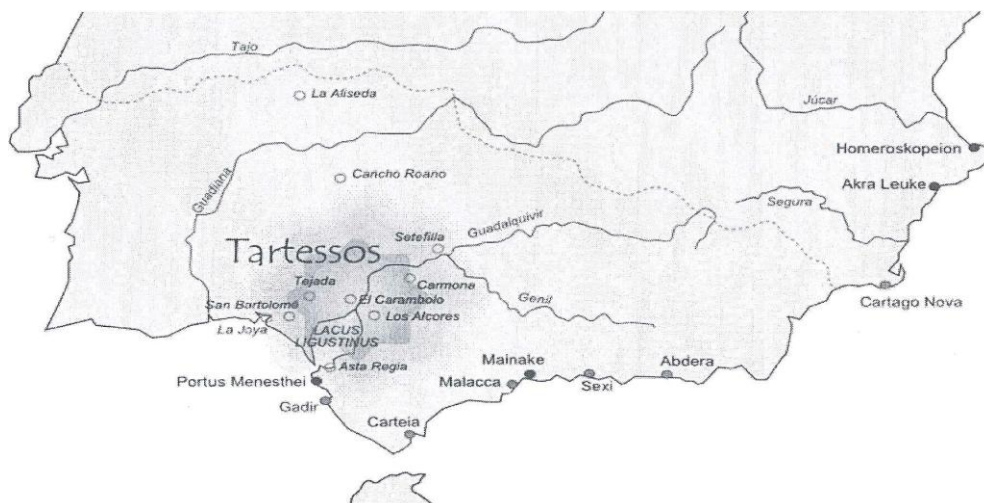 Tajo
La Aliseda
Júcar
Homeroskopeion
Akra Leuke
Cancho Roano
Guadiana
Segura
Guadalquivir
Setefilla
Tartessos
Tejada
Carmona
El Carambolo
Genil
Cartago Nova
San Bartolomé
Los Alcores
La Joya
LACUS
LIGUSTINUS
Asta Regia
Mainake
Abdera
Portus Menesthei
Malacca
Sexi
Gadir
Carteia